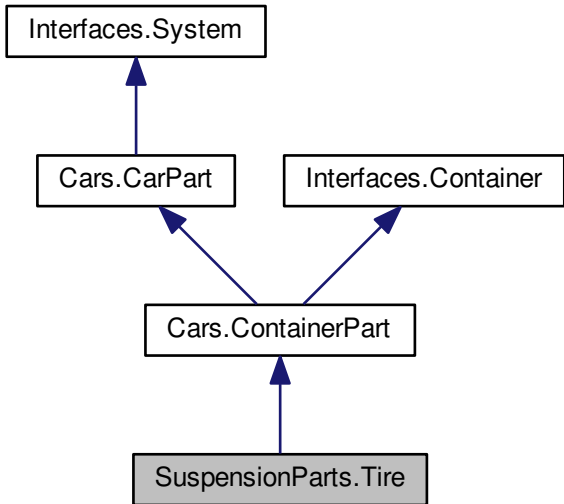 Interfaces.System
Cars.CarPart
Interfaces.Container
Cars.ContainerPart
SuspensionParts.Tire